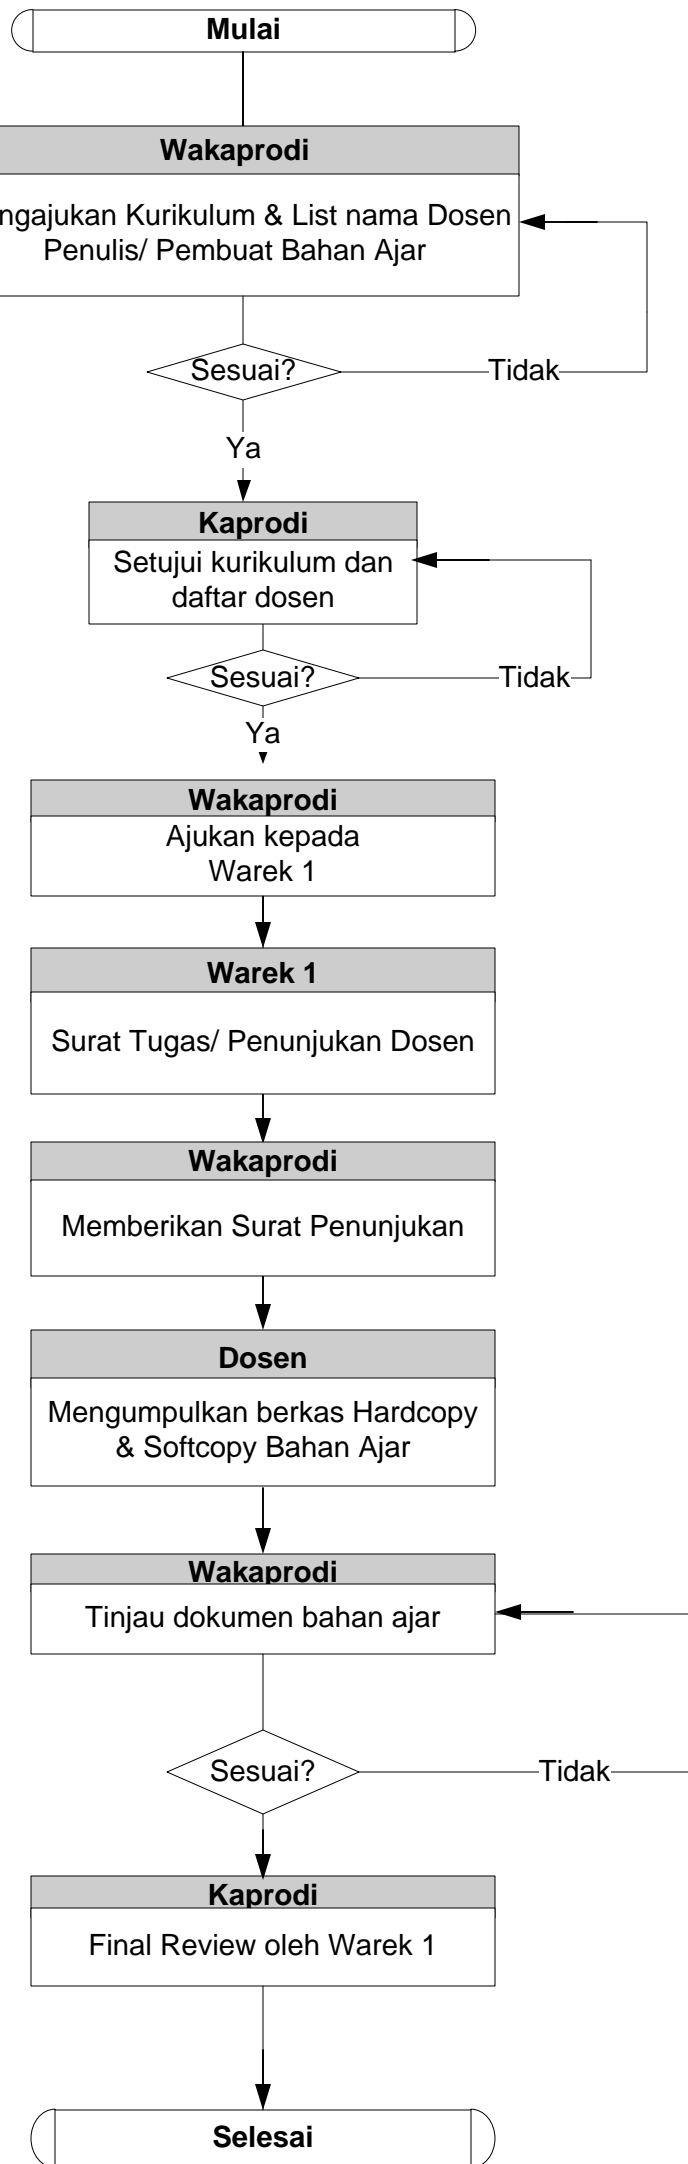 Mulai
Wakaprodi
ngajukan Kurikulum & List nama Dosen
Penulis/ Pembuat Bahan Ajar
Sesuai?
Tidak
Ya
Kaprodi
Setujui kurikulum dan
daftar dosen
Sesuai?
Tidak
Ya
Wakaprodi
Ajukan kepada
Warek 1
Warek 1
Surat Tugas/ Penunjukan Dosen
Wakaprodi
Memberikan Surat Penunjukan
Dosen
Mengumpulkan berkas Hardcopy
& Softcopy Bahan Ajar
Wakaprodi
Tinjau dokumen bahan ajar
Sesuai?
Tidak
Kaprodi
Final Review oleh Warek 1
Selesai